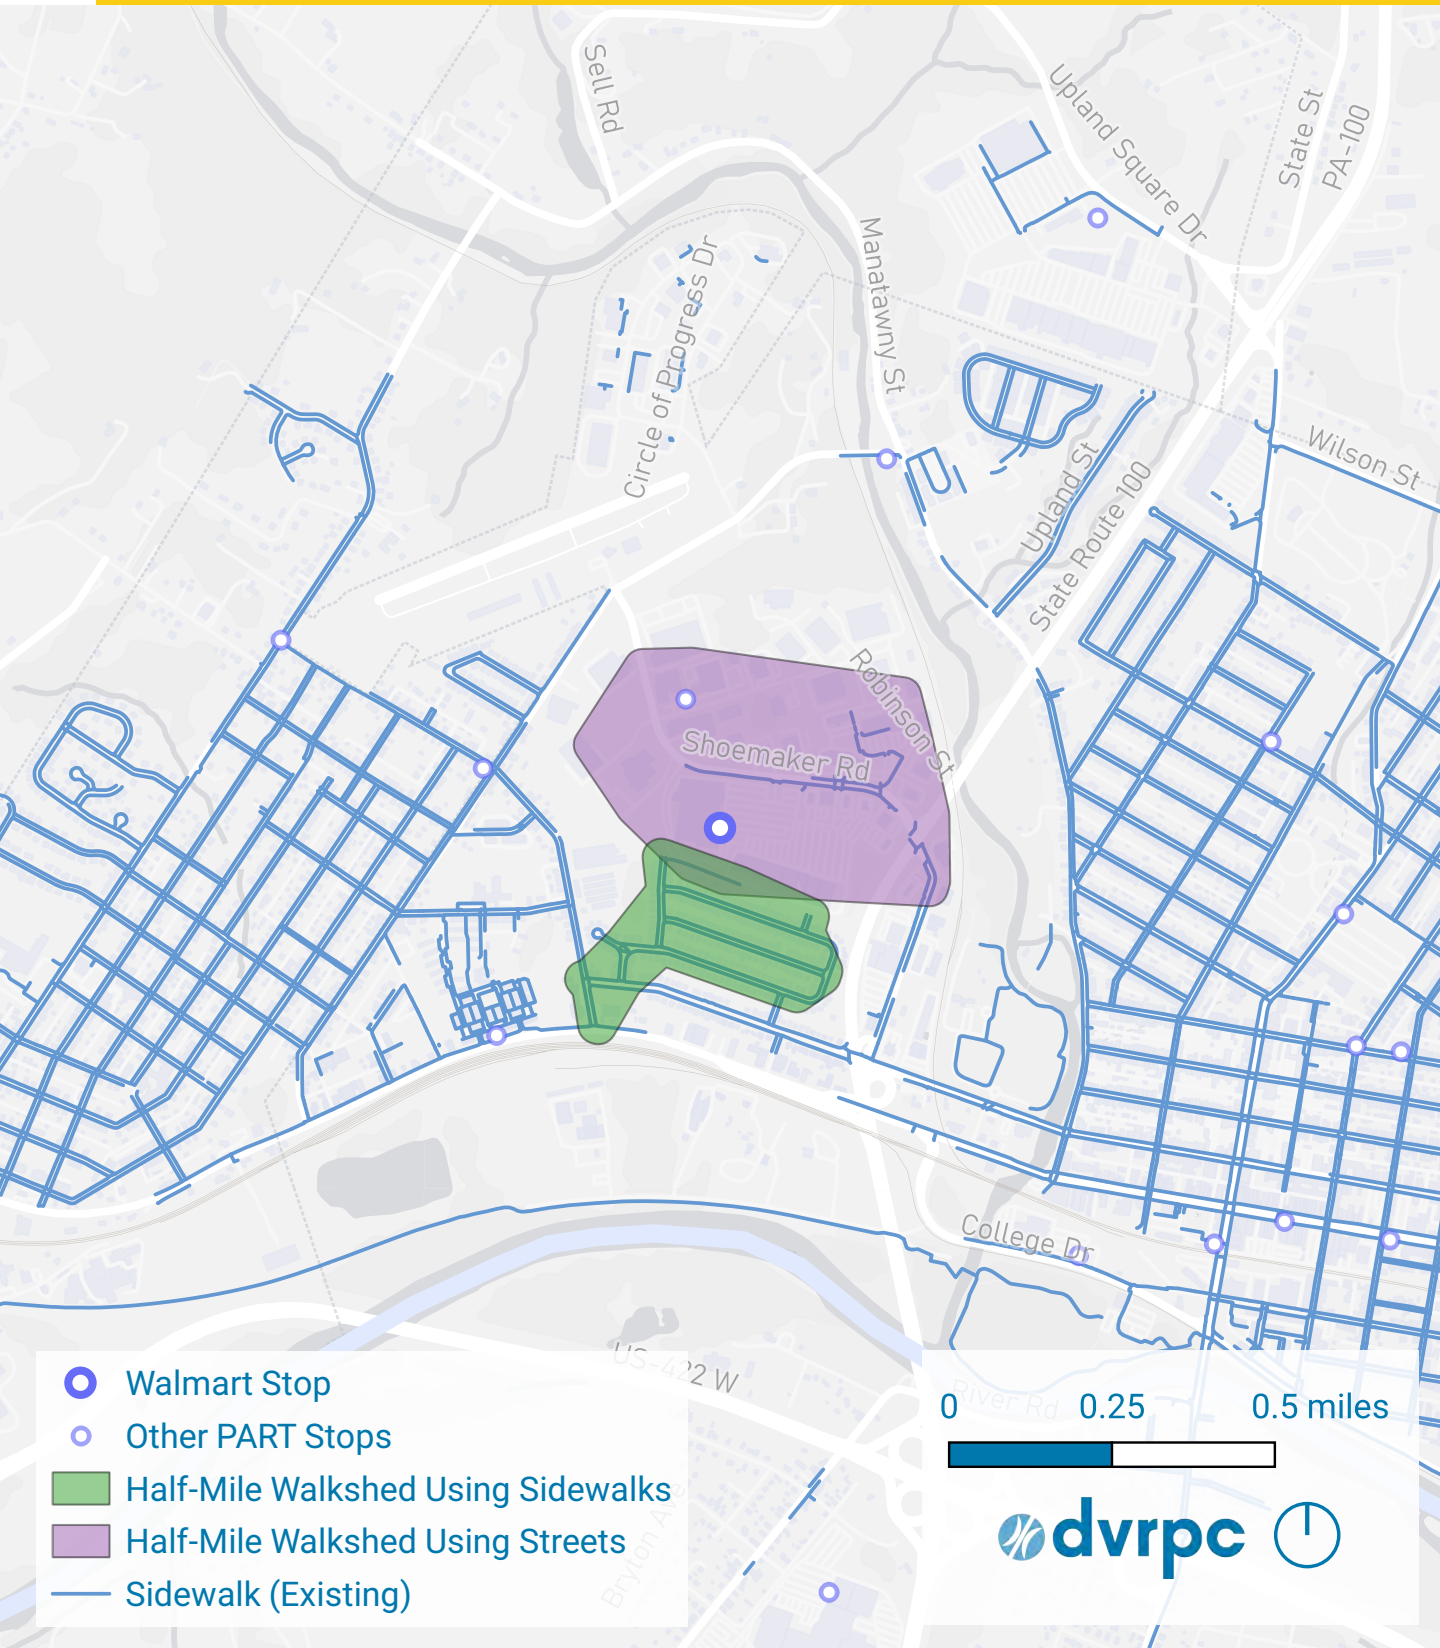 Sell Rd
Upland Square Dr
State St
PA-100
Manatawny St
Circle of Progress Dr
Wilson St
Upland St
State Route 100
Robinson St
Shoemaker Rd
College Dr
US-422 W
River Rd
Bryton Ave
Walmart Stop
Other PART Stops
Half-Mile Walkshed Using Sidewalks
Half-Mile Walkshed Using Streets
Sidewalk (Existing)
0 0.25 0.5 miles
dvrpc